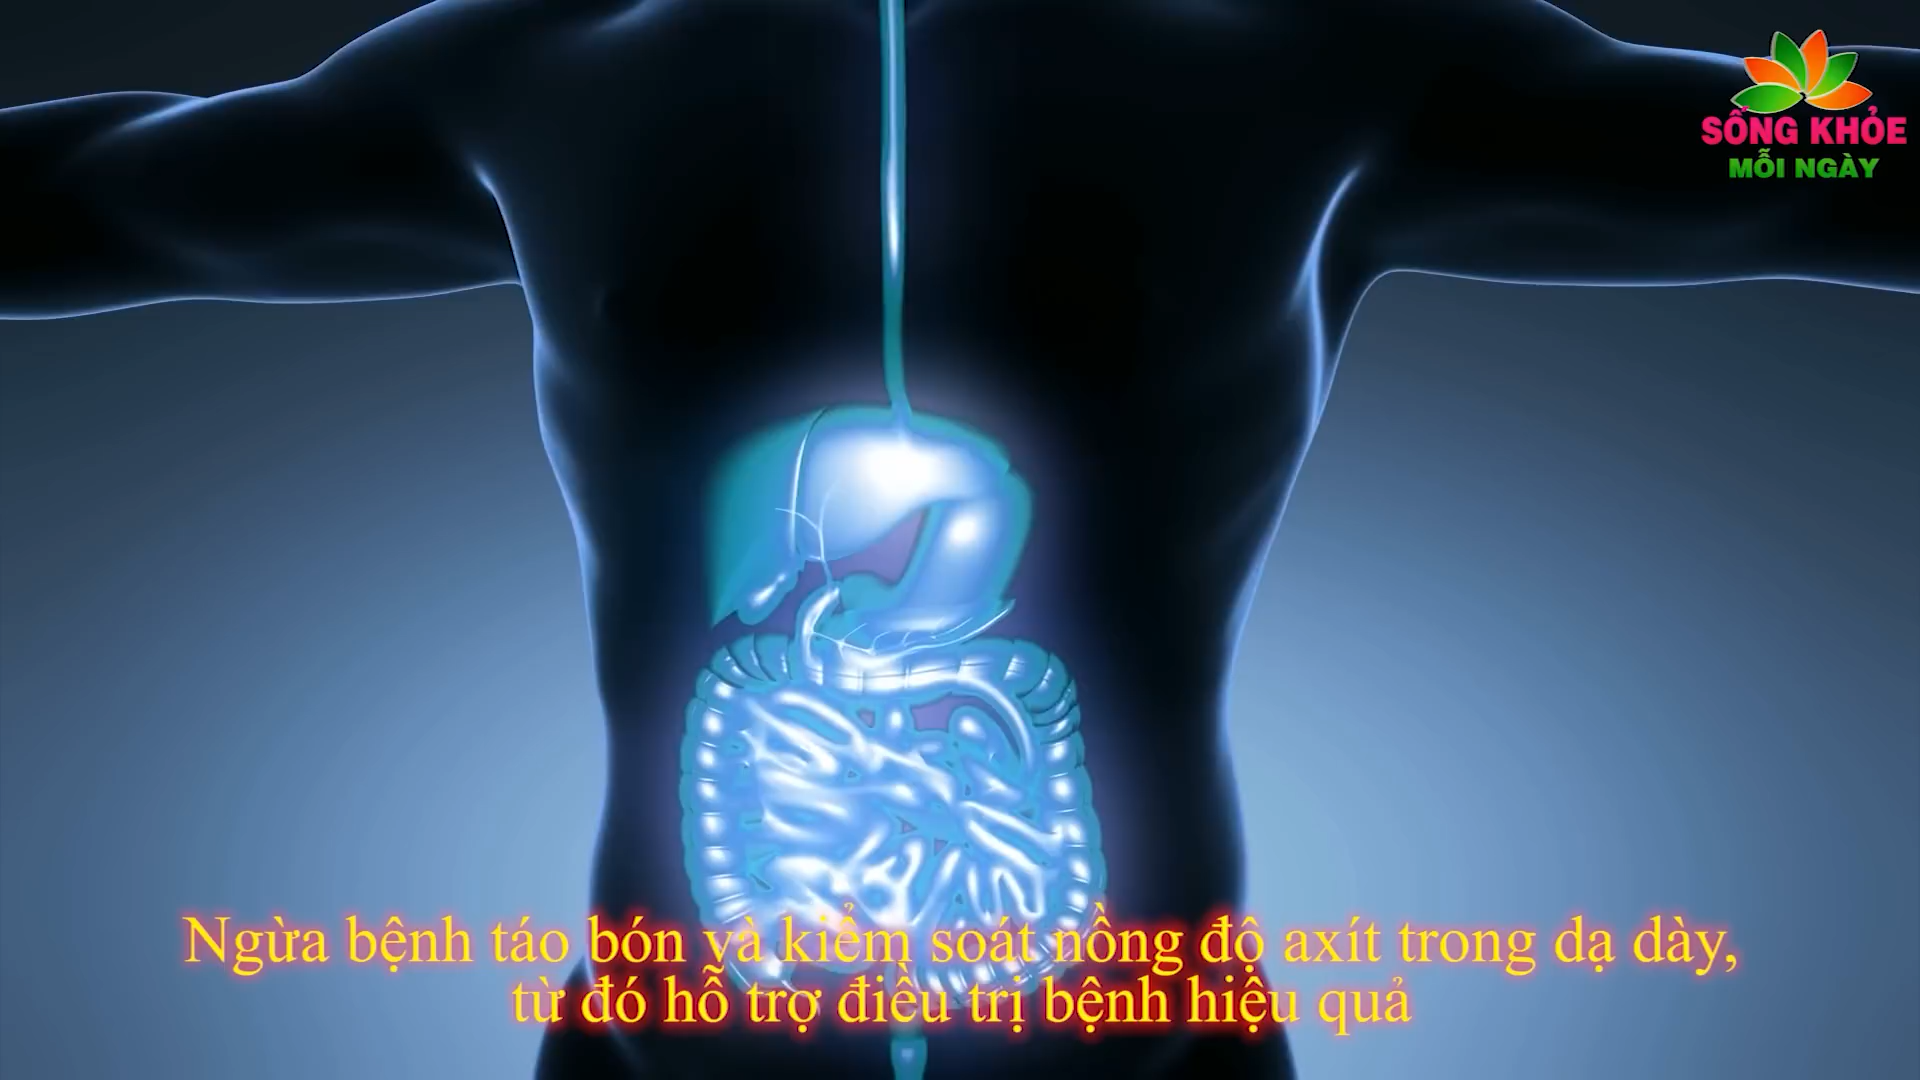 SỐNG KHỎE
MỖI NGÀY
Ngừa bệnh táo bón và kiểm soát nồng độ axít trong dạ dày,
từ đó hỗ trợ điều trị bệnh hiệu quả